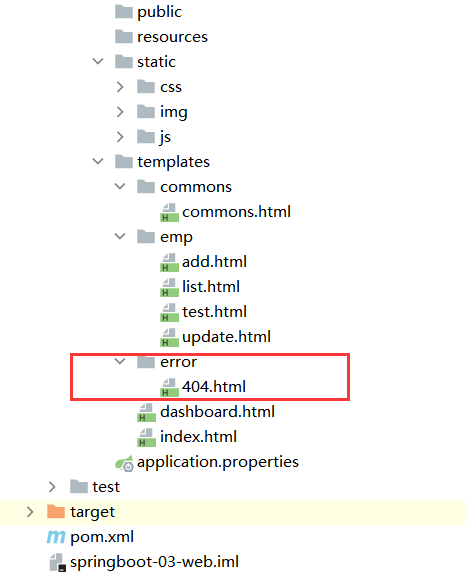 public
resources
static
css
img
js
templates
commons
commons.html
emp
add.html
list.html
test.html
update.html
error
404.html
dashboard.html
index.html
application.properties
test
target
pom.xml
springboot-03-web.iml